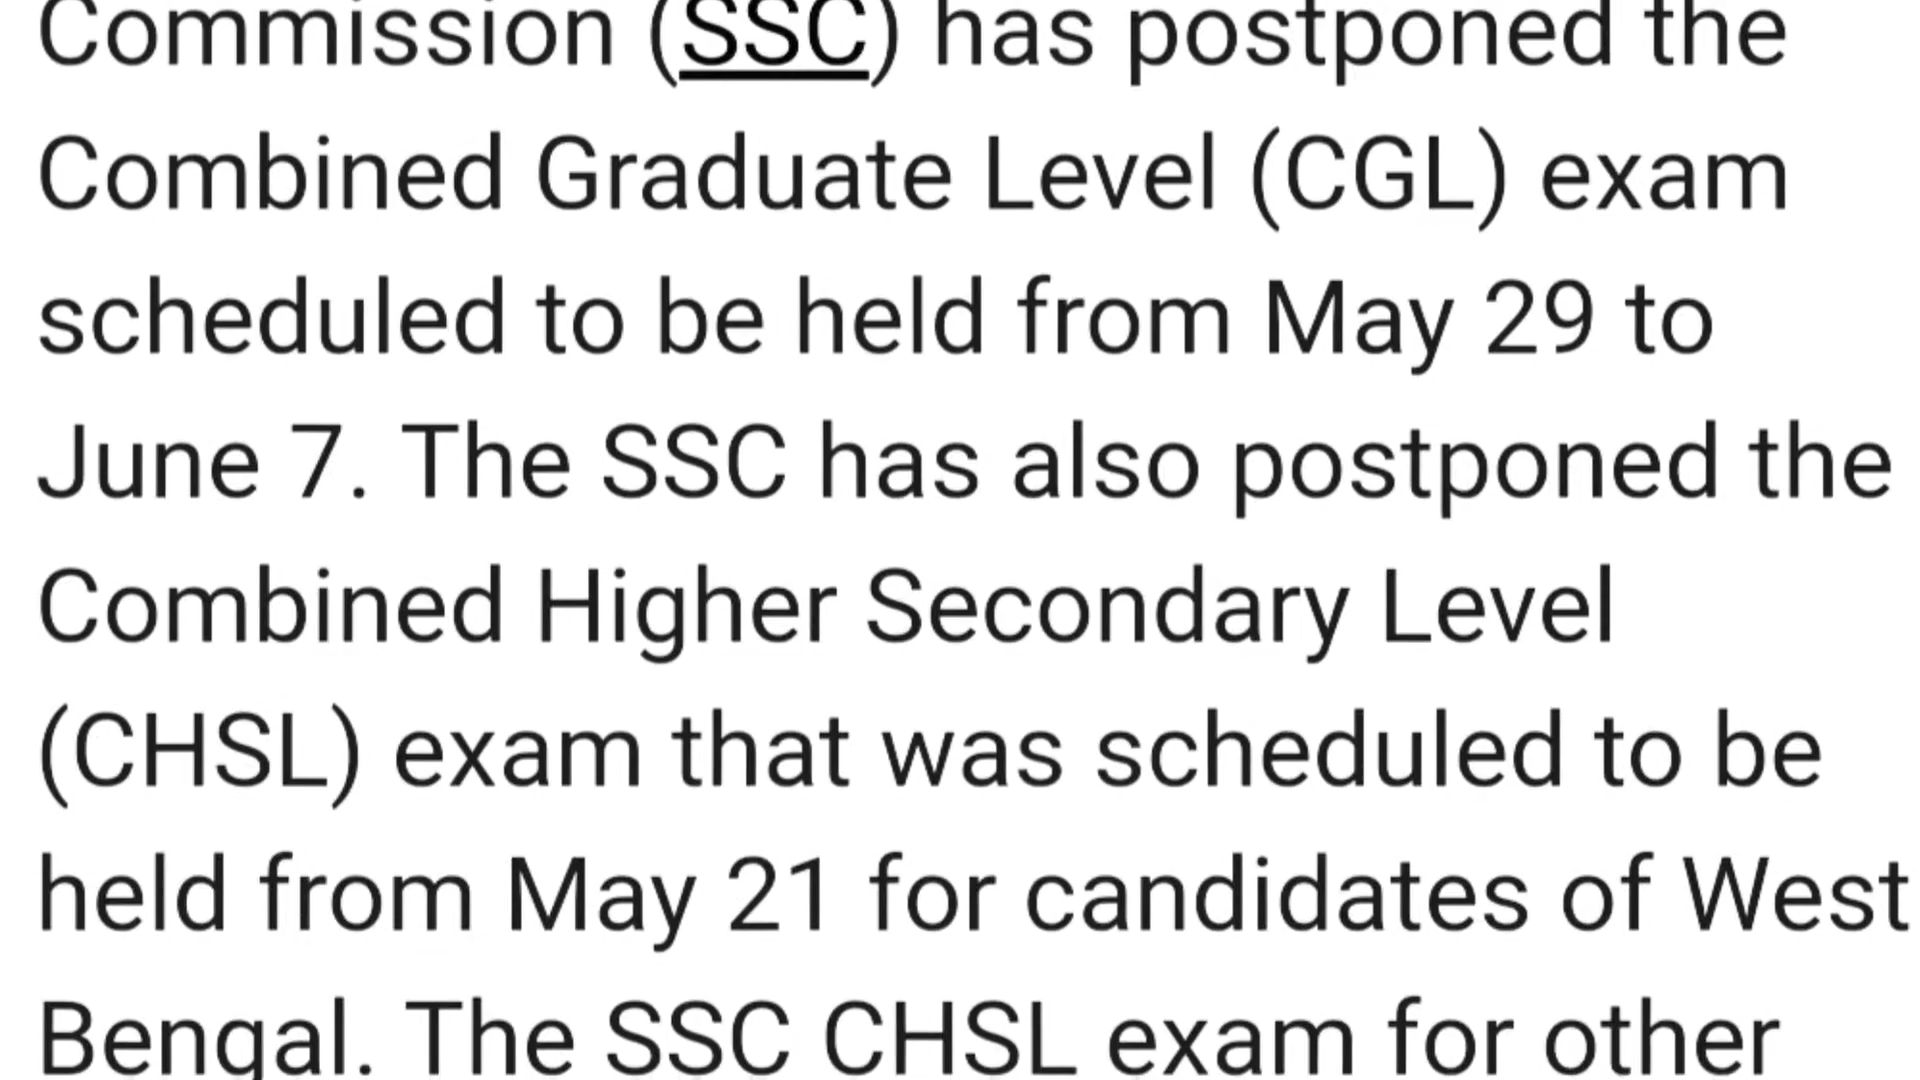 Commission (SSC) has postponed the
Combined Graduate Level (CGL) exam
scheduled to be held from May 29 to
June 7. The SSC has also postponed the
Combined Higher Secondary Level
(CHSL) exam that was scheduled to be
held from May 21 for candidates of West
Bengal. The SSC CHSL exam for other